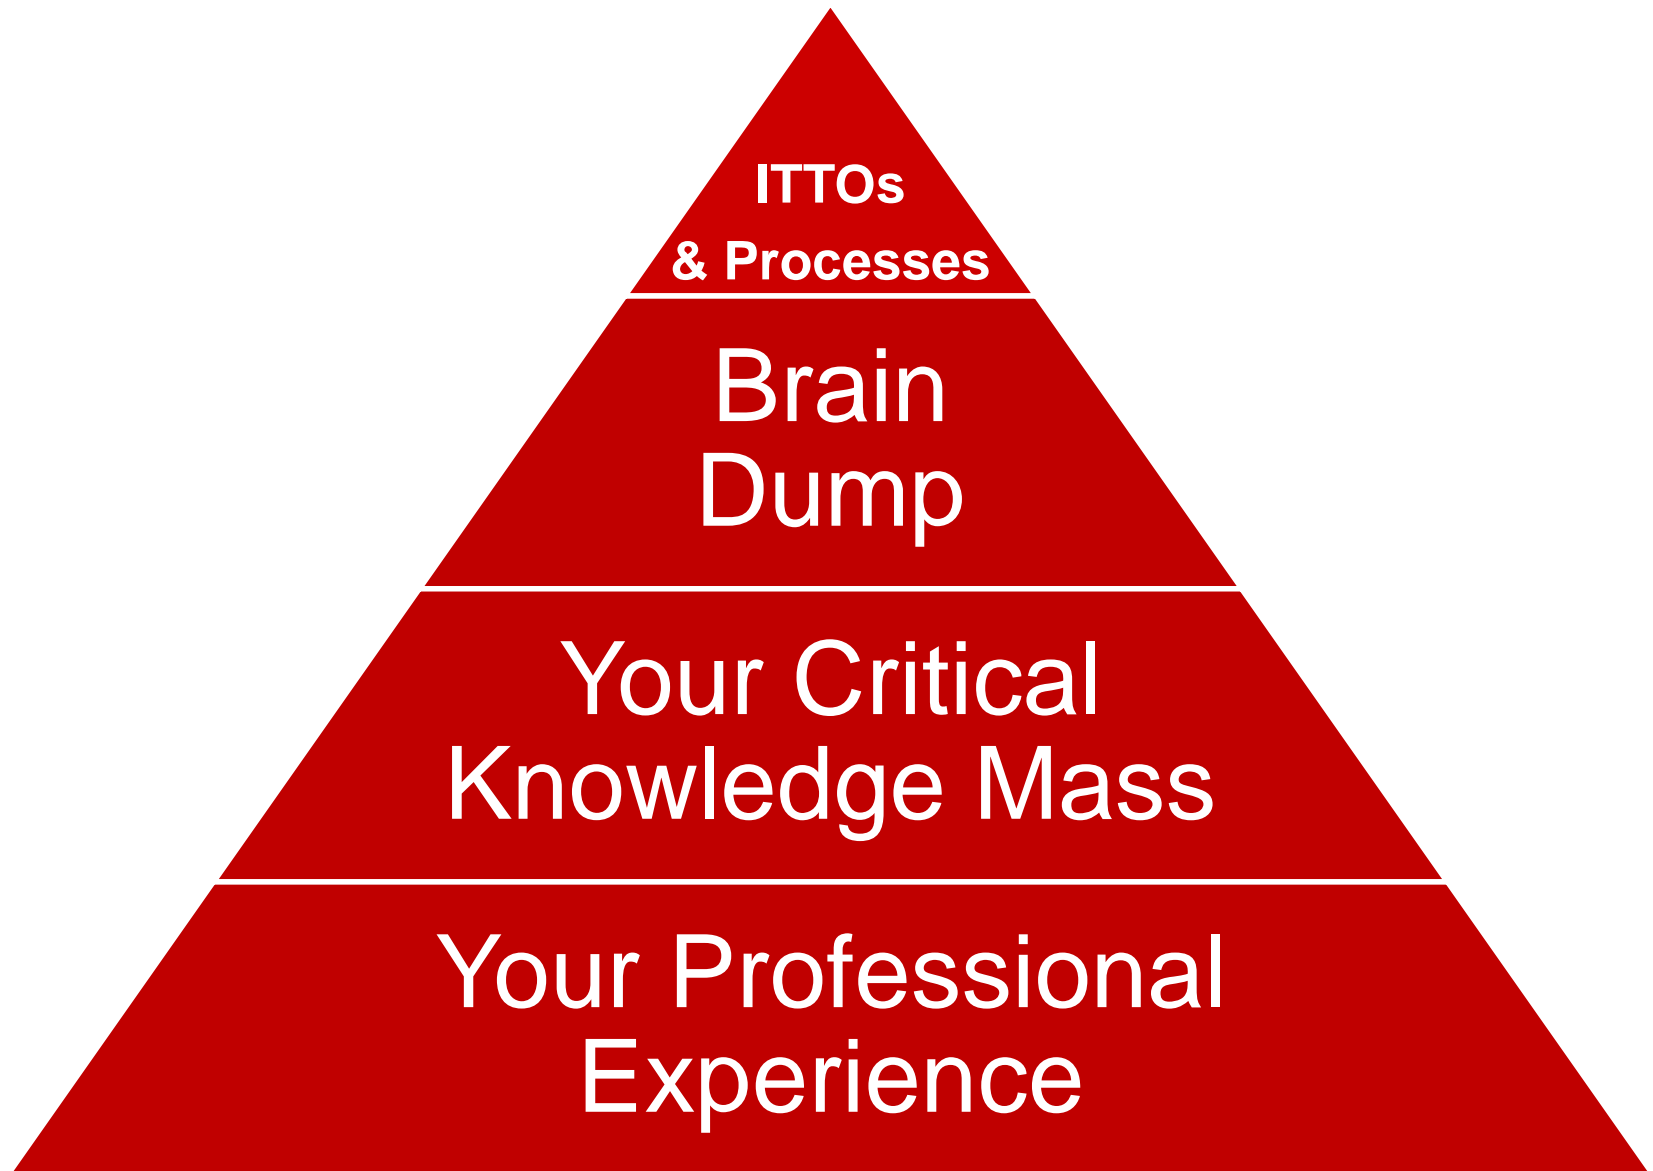 ITTOs
& Processes
Brain
Dump
Your Critical
Knowledge Mass
Your Professional
Experience